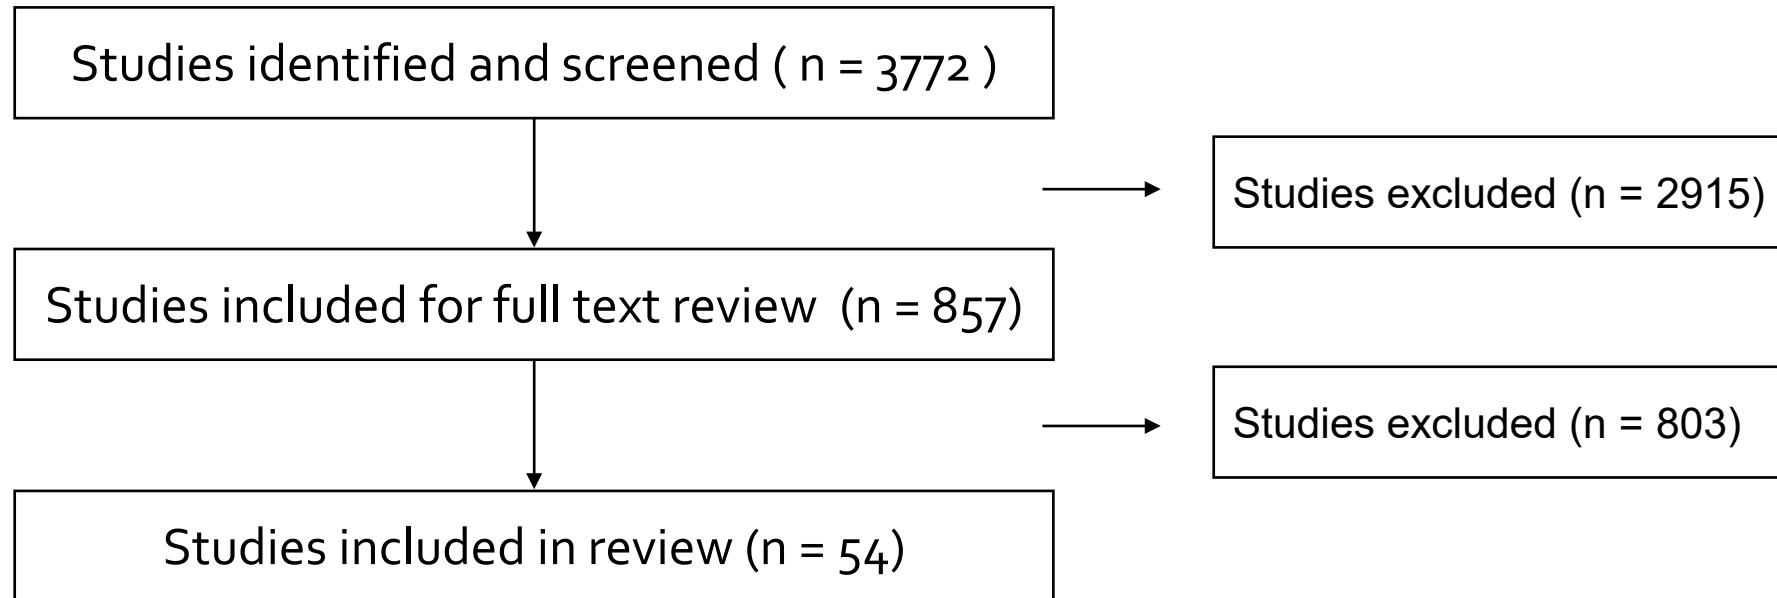 Studies identified and screened ( n = 3772 )
Studies excluded (n = 2915)
Studies included for full text review  (n = 857)
Studies excluded (n = 803)
Studies included in review (n = 54)